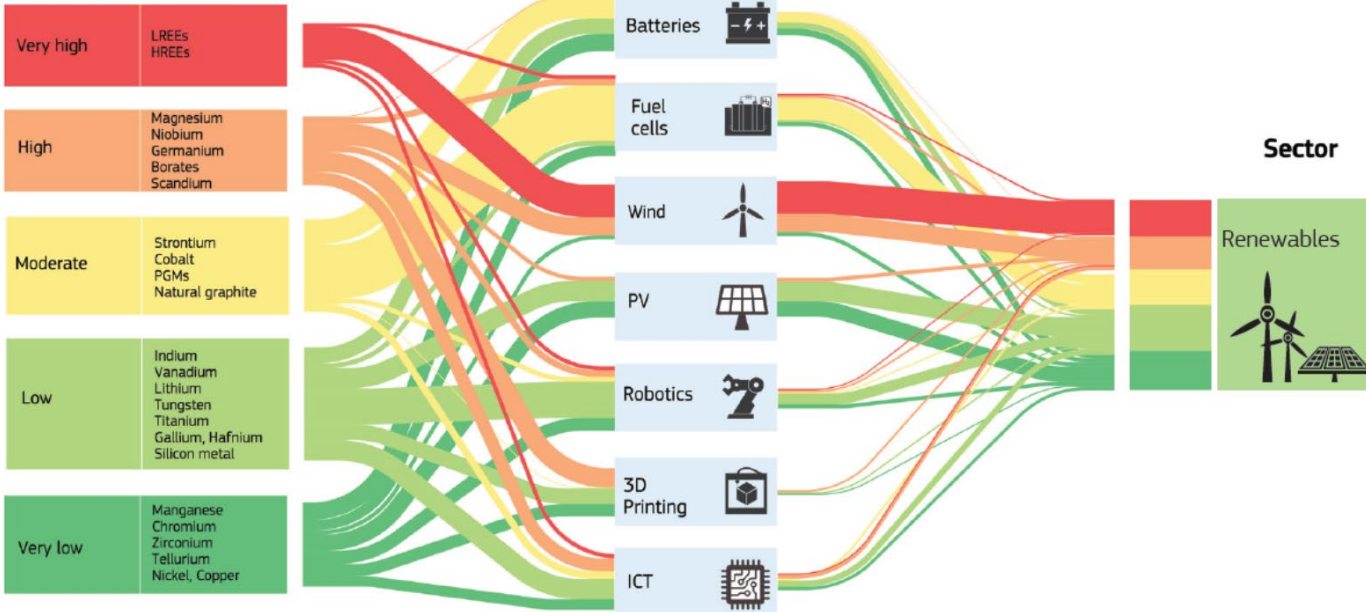 Very high
LREEs
HREEs
High
Magnesium
Niobium
Germanium
Borates
Scandium
Moderate
Strontium
Cobalt
PGMs
Natural graphite
Low
Indium
Vanadium
Lithium
Tungsten
Titanium
Gallium, Hafnium
Silicon metal
Very low
Manganese
Chromium
Zirconium
Tellurium
Nickel, Copper
Batteries
Fuel
cells
H₂
Wind
PV
Robotics
3D
Printing
ICT
Sector
Renewables